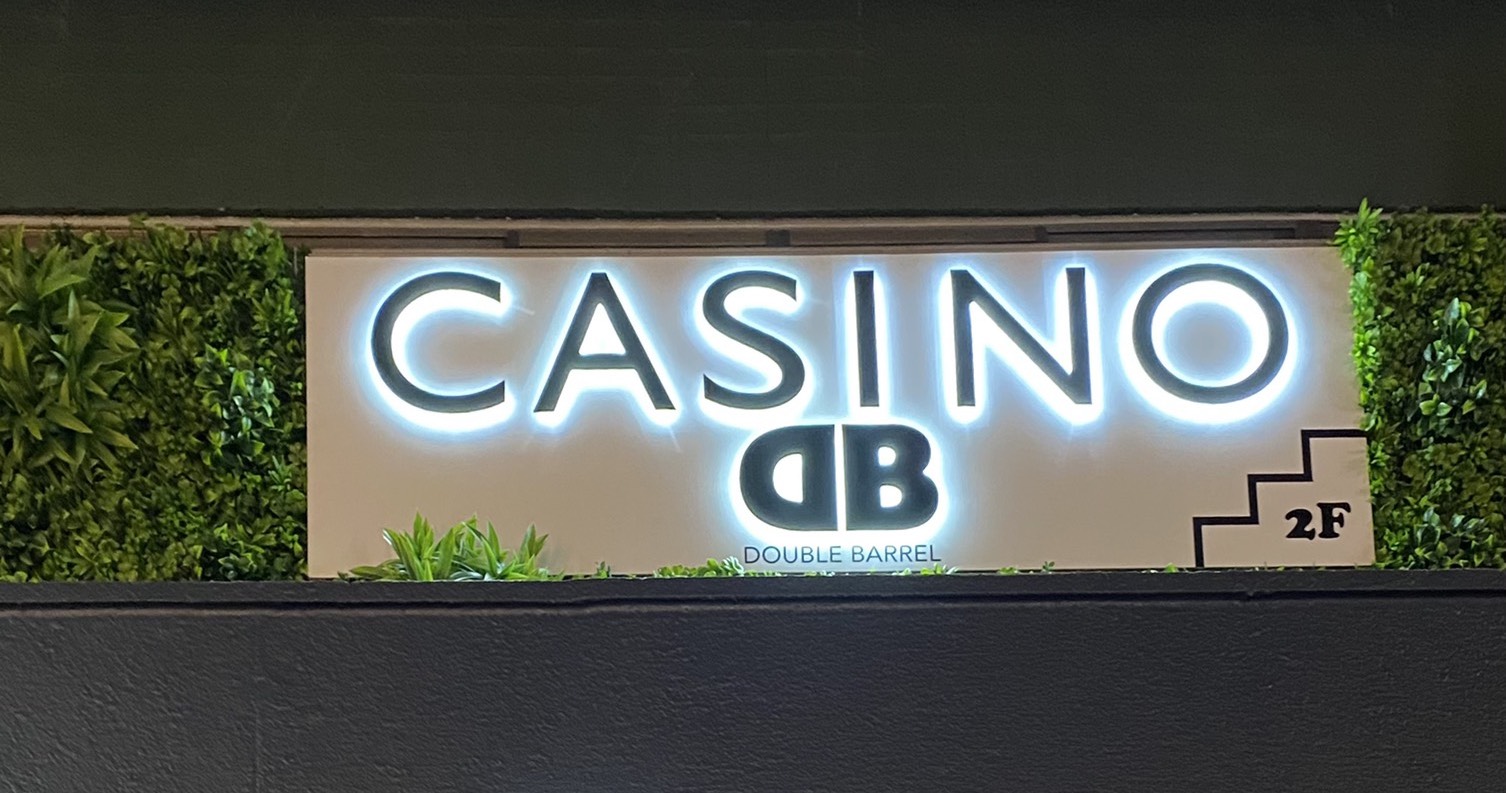 CASINO
DB
DOUBLE BARREL
2F